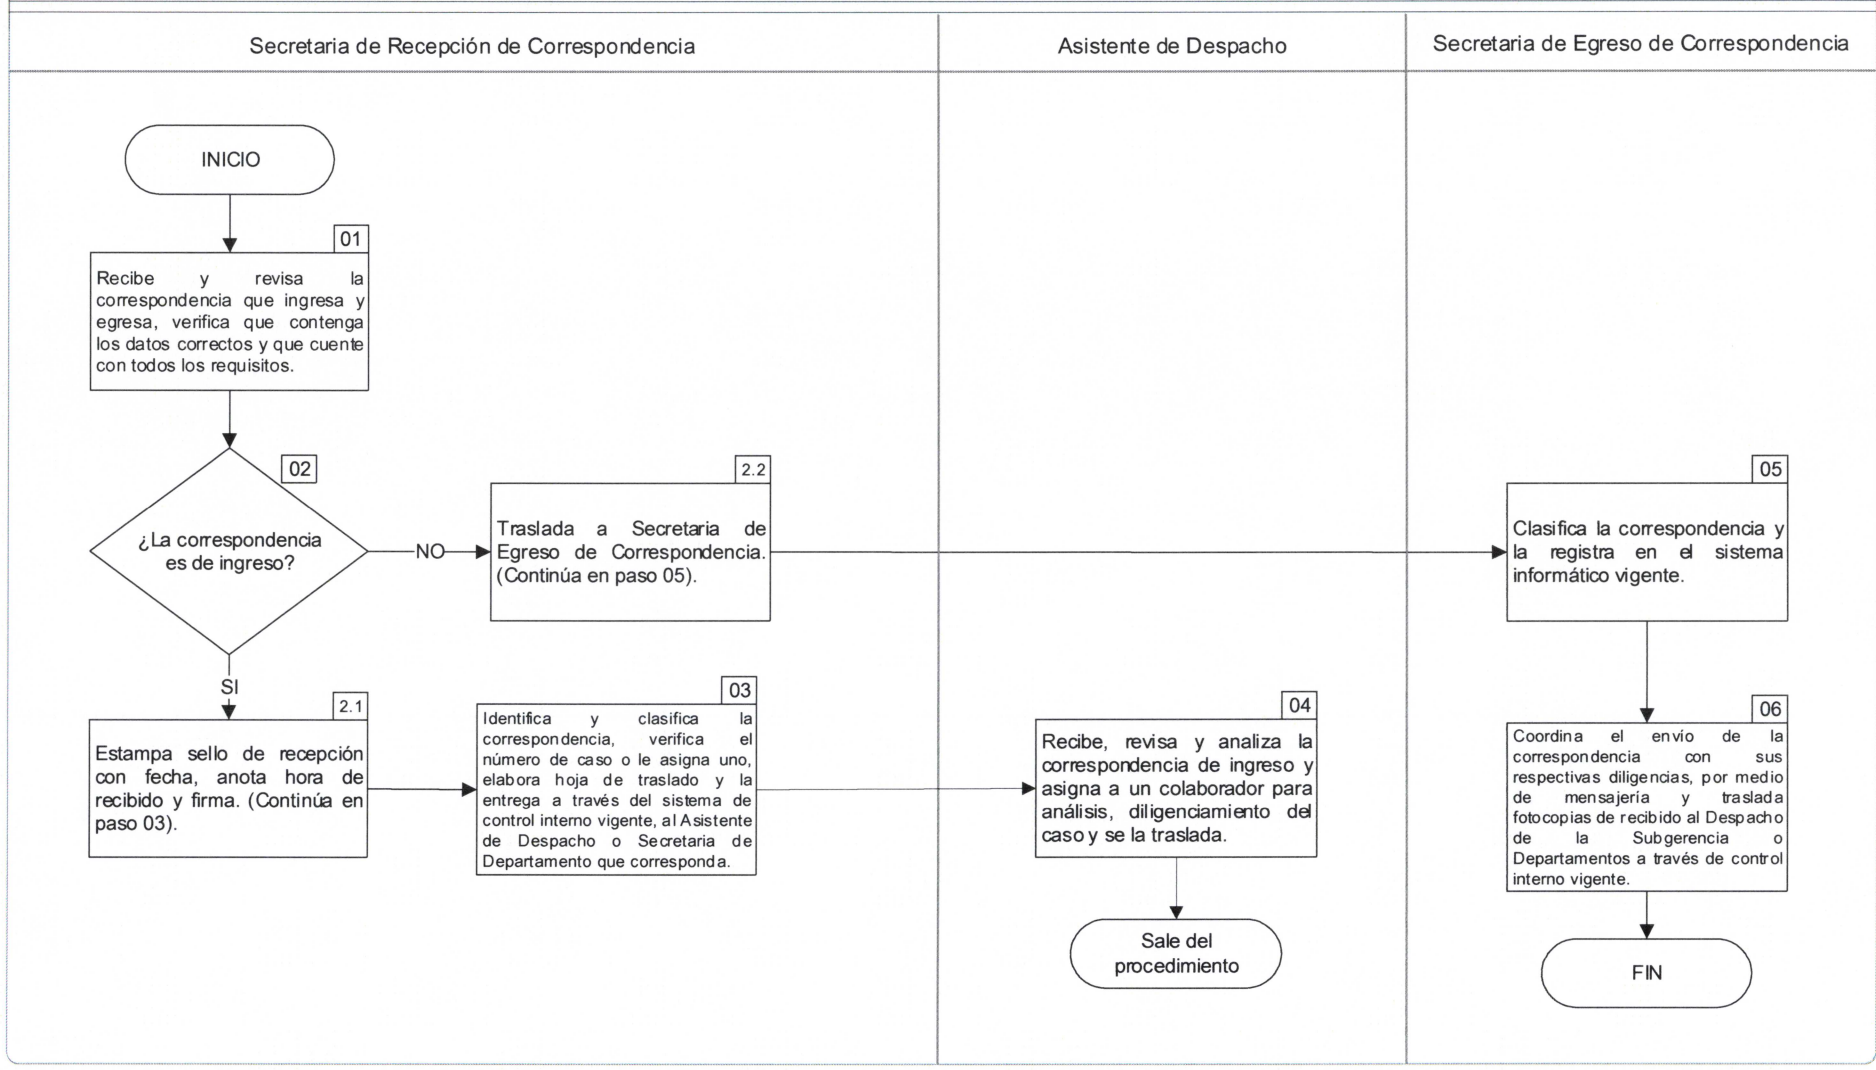 Secretaria de Recepción de Correspondencia
Asistente de Despacho
Secretaria de Egreso de Correspondencia
INICIO
01
Recibe y revisa la
correspondencia que ingresa y
egresa, verifica que contenga
los datos correctos y que cuente
con todos los requisitos.
02
¿La correspondencia
es de ingreso?
NO
2.2
Traslada a Secretaria de
Egreso de Correspondencia.
(Continúa en paso 05).
05
Clasifica la correspondencia y
la registra en el sistema
informático vigente.
SI
2.1
Estampa sello de recepción
con fecha, anota hora de
recibido y firma. (Continúa en
paso 03).
03
Identifica y clasifica la
correspondencia, verifica el
número de caso o le asigna uno,
elabora hoja de traslado y la
entrega a través del sistema de
control interno vigente, al Asistente
de Despacho o Secretaria de
Departamento que corresponda.
04
Recibe, revisa y analiza la
correspondencia de ingreso y
asigna a un colaborador para
análisis, diligenciamiento del
caso y se la traslada.
06
Coordina el envío de la
correspondencia con sus
respectivas diligencias, por medio
de mensajería y traslada
fotocopias de recibido al Despacho
de la Subgerencia o
Departamentos a través de control
interno vigente.
Sale del
procedimiento
FIN